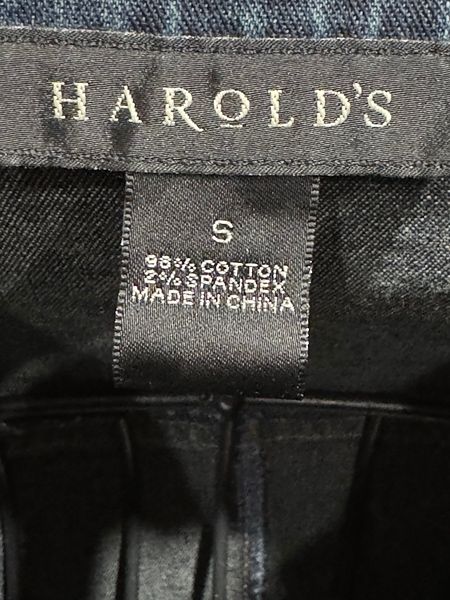 HAROLD'S
S
98% COTTON
2% SPANDEX
MADE IN CHINA